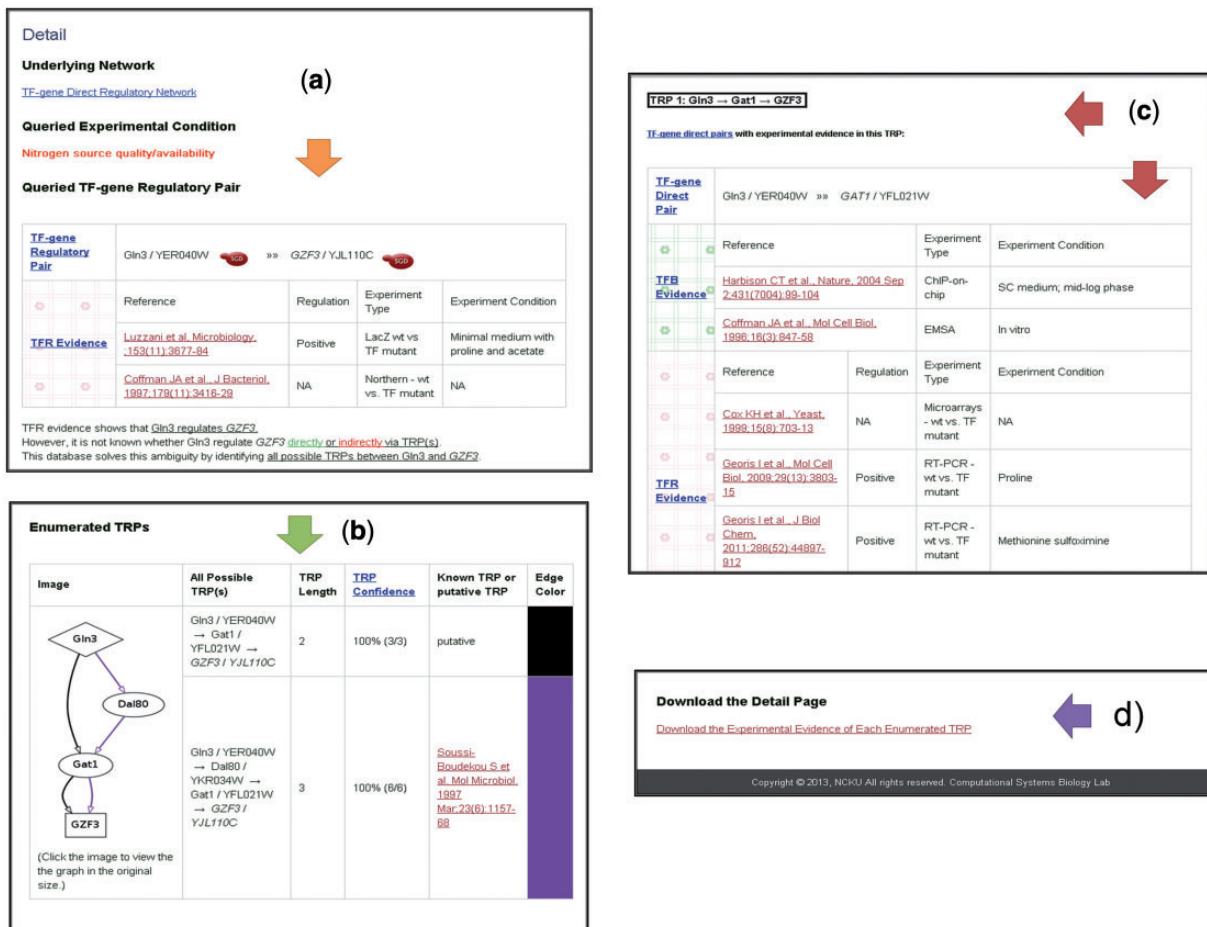 Detail
Underlying Network
(a)
TF-gene Direct Regulatory Network
Queried Experimental Condition
Nitrogen source quality/availability
Queried TF-gene Regulatory Pair
TF-gene
Regulatory
Pair
Gln3 / YER040W SGD »» GZF3 / YJL110C SGD
TFR Evidence
Reference
Regulation
Experiment
Type
Experiment Condition
Luzzani et al, Microbiology,
;153(11):3677-84
Positive
LacZ wt vs
TF mutant
Minimal medium with
proline and acetate
Coffman JA et al., J Bacteriol,
1997;179(11):3416-29
NA
Northern - wt
vs. TF mutant
NA
TFR evidence shows that Gln3 regulates GZF3.
However, it is not known whether Gln3 regulate GZF3 directly or indirectly via TRP(s).
This database solves this ambiguity by identifying all possible TRPs between Gln3 and GZF3.
Enumerated TRPs
(b)
Image
All Possible
TRP(s)
TRP
Length
TRP
Confidence
Known TRP or
putative TRP
Edge
Color
Gln3
Dal80
Gat1
GZF3
(Click the image to view the
the graph in the original
size.)
Gln3 / YER040W
→ Gat1 /
YFL021W →
GZF3 / YJL110C
2
100% (3/3)
putative
Gln3 / YER040W
→ Dal80 /
YKR034W →
Gat1 / YFL021W
→ GZF3 /
YJL110C
3
100% (6/6)
Soussi-
Boudekou S et
al, Mol Microbiol,
1997
Mar;23(6):1157-
68
TRP 1: Gln3 → Gat1 → GZF3
(c)
TF-gene direct pairs with experimental evidence in this TRP:
TF-gene
Direct
Pair
Gln3 / YER040W »» GAT1 / YFL021W
TFB
Evidence
Reference
Experiment
Type
Experiment Condition
Harbison CT et al., Nature, 2004 Sep
2;431(7004):99-104
ChIP-on-
chip
SC medium; mid-log phase
Coffman JA et al., Mol Cell Biol,
1996;16(3):847-58
EMSA
In vitro
TFR
Evidence
Reference
Regulation
Experiment
Type
Experiment Condition
Cox KH et al., Yeast,
1999;15(8):703-13
NA
Microarrays
- wt vs. TF
mutant
NA
Georis I et al., Mol Cell
Biol, 2009;29(13):3803-
15
Positive
RT-PCR -
wt vs. TF
mutant
Proline
Georis I et al., J Biol
Chem,
2011;286(52):44897-
912
Positive
RT-PCR -
wt vs. TF
mutant
Methionine sulfoximine
Download the Detail Page
d)
Download the Experimental Evidence of Each Enumerated TRP
Copyright © 2013, NCKU All rights reserved. Computational Systems Biology Lab